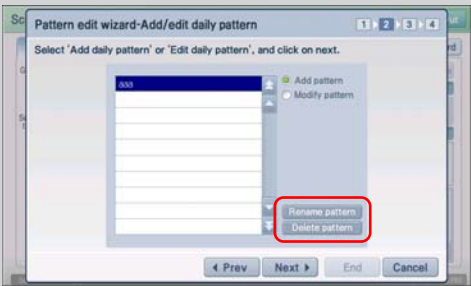 Sc
Pattern edit wizard-Add/edit daily pattern
1 2 3 4
Select 'Add daily pattern' or 'Edit daily pattern', and click on next.
aaa
Add pattern
Modify pattern
Rename pattern
Delete pattern
Prev Next End Cancel